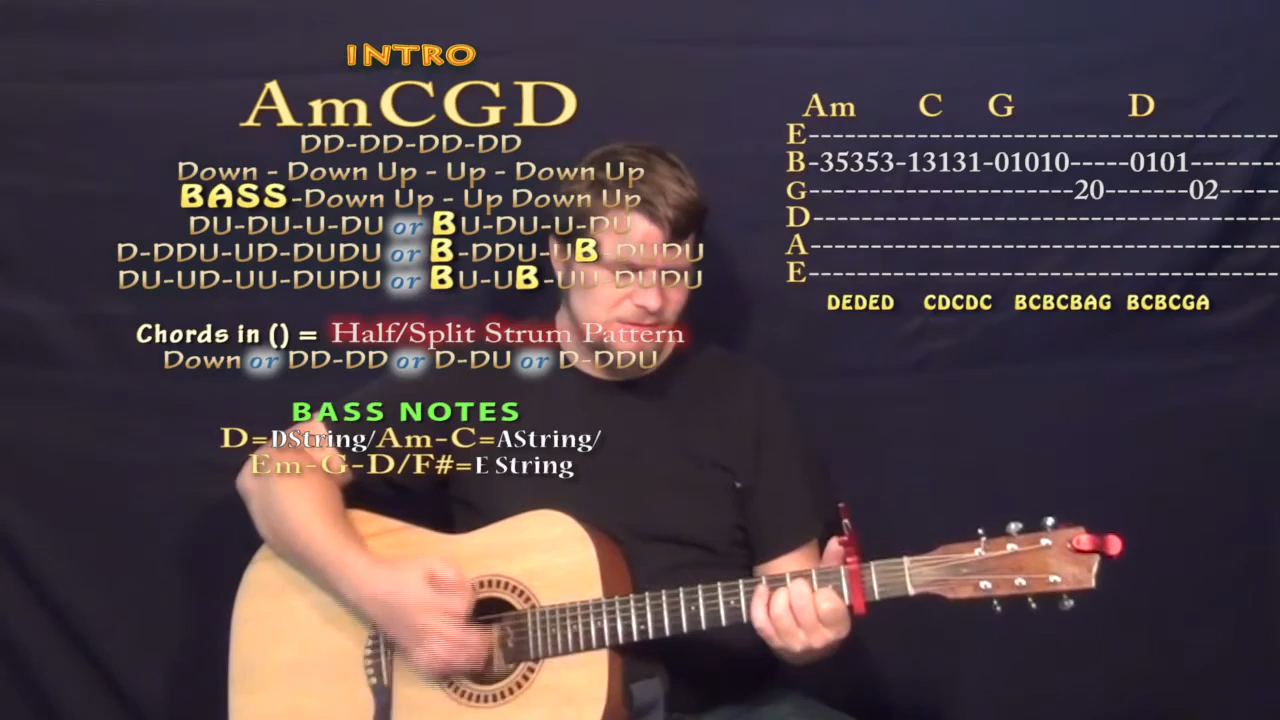 INTRO
AmCGD
DD-DD-DD-DD
Down - Down Up - Up - Down Up
BASS-Down Up - Up Down Up
DU-DU-U-DU or BU-DU-U-DU
D-DDU-UD-DUDU or B-DDU-UB-DUDU
DU-UD-UU-DUDU or BU-UB-UU-DUDU
Chords in () = Half/Split Strum Pattern
Down or DD-DD or D-DU or D-DDU
BASS NOTES
D=DString/Am-C=AString/
Em-G-D/F#=E String
Am C G D
E---------------------------------------
B-35353-13131-01010-----0101--------
G--------------------------20-------02-----
D---------------------------------------
A---------------------------------------
E---------------------------------------
DEDED CDCDC BCBCBAG BCBCGA